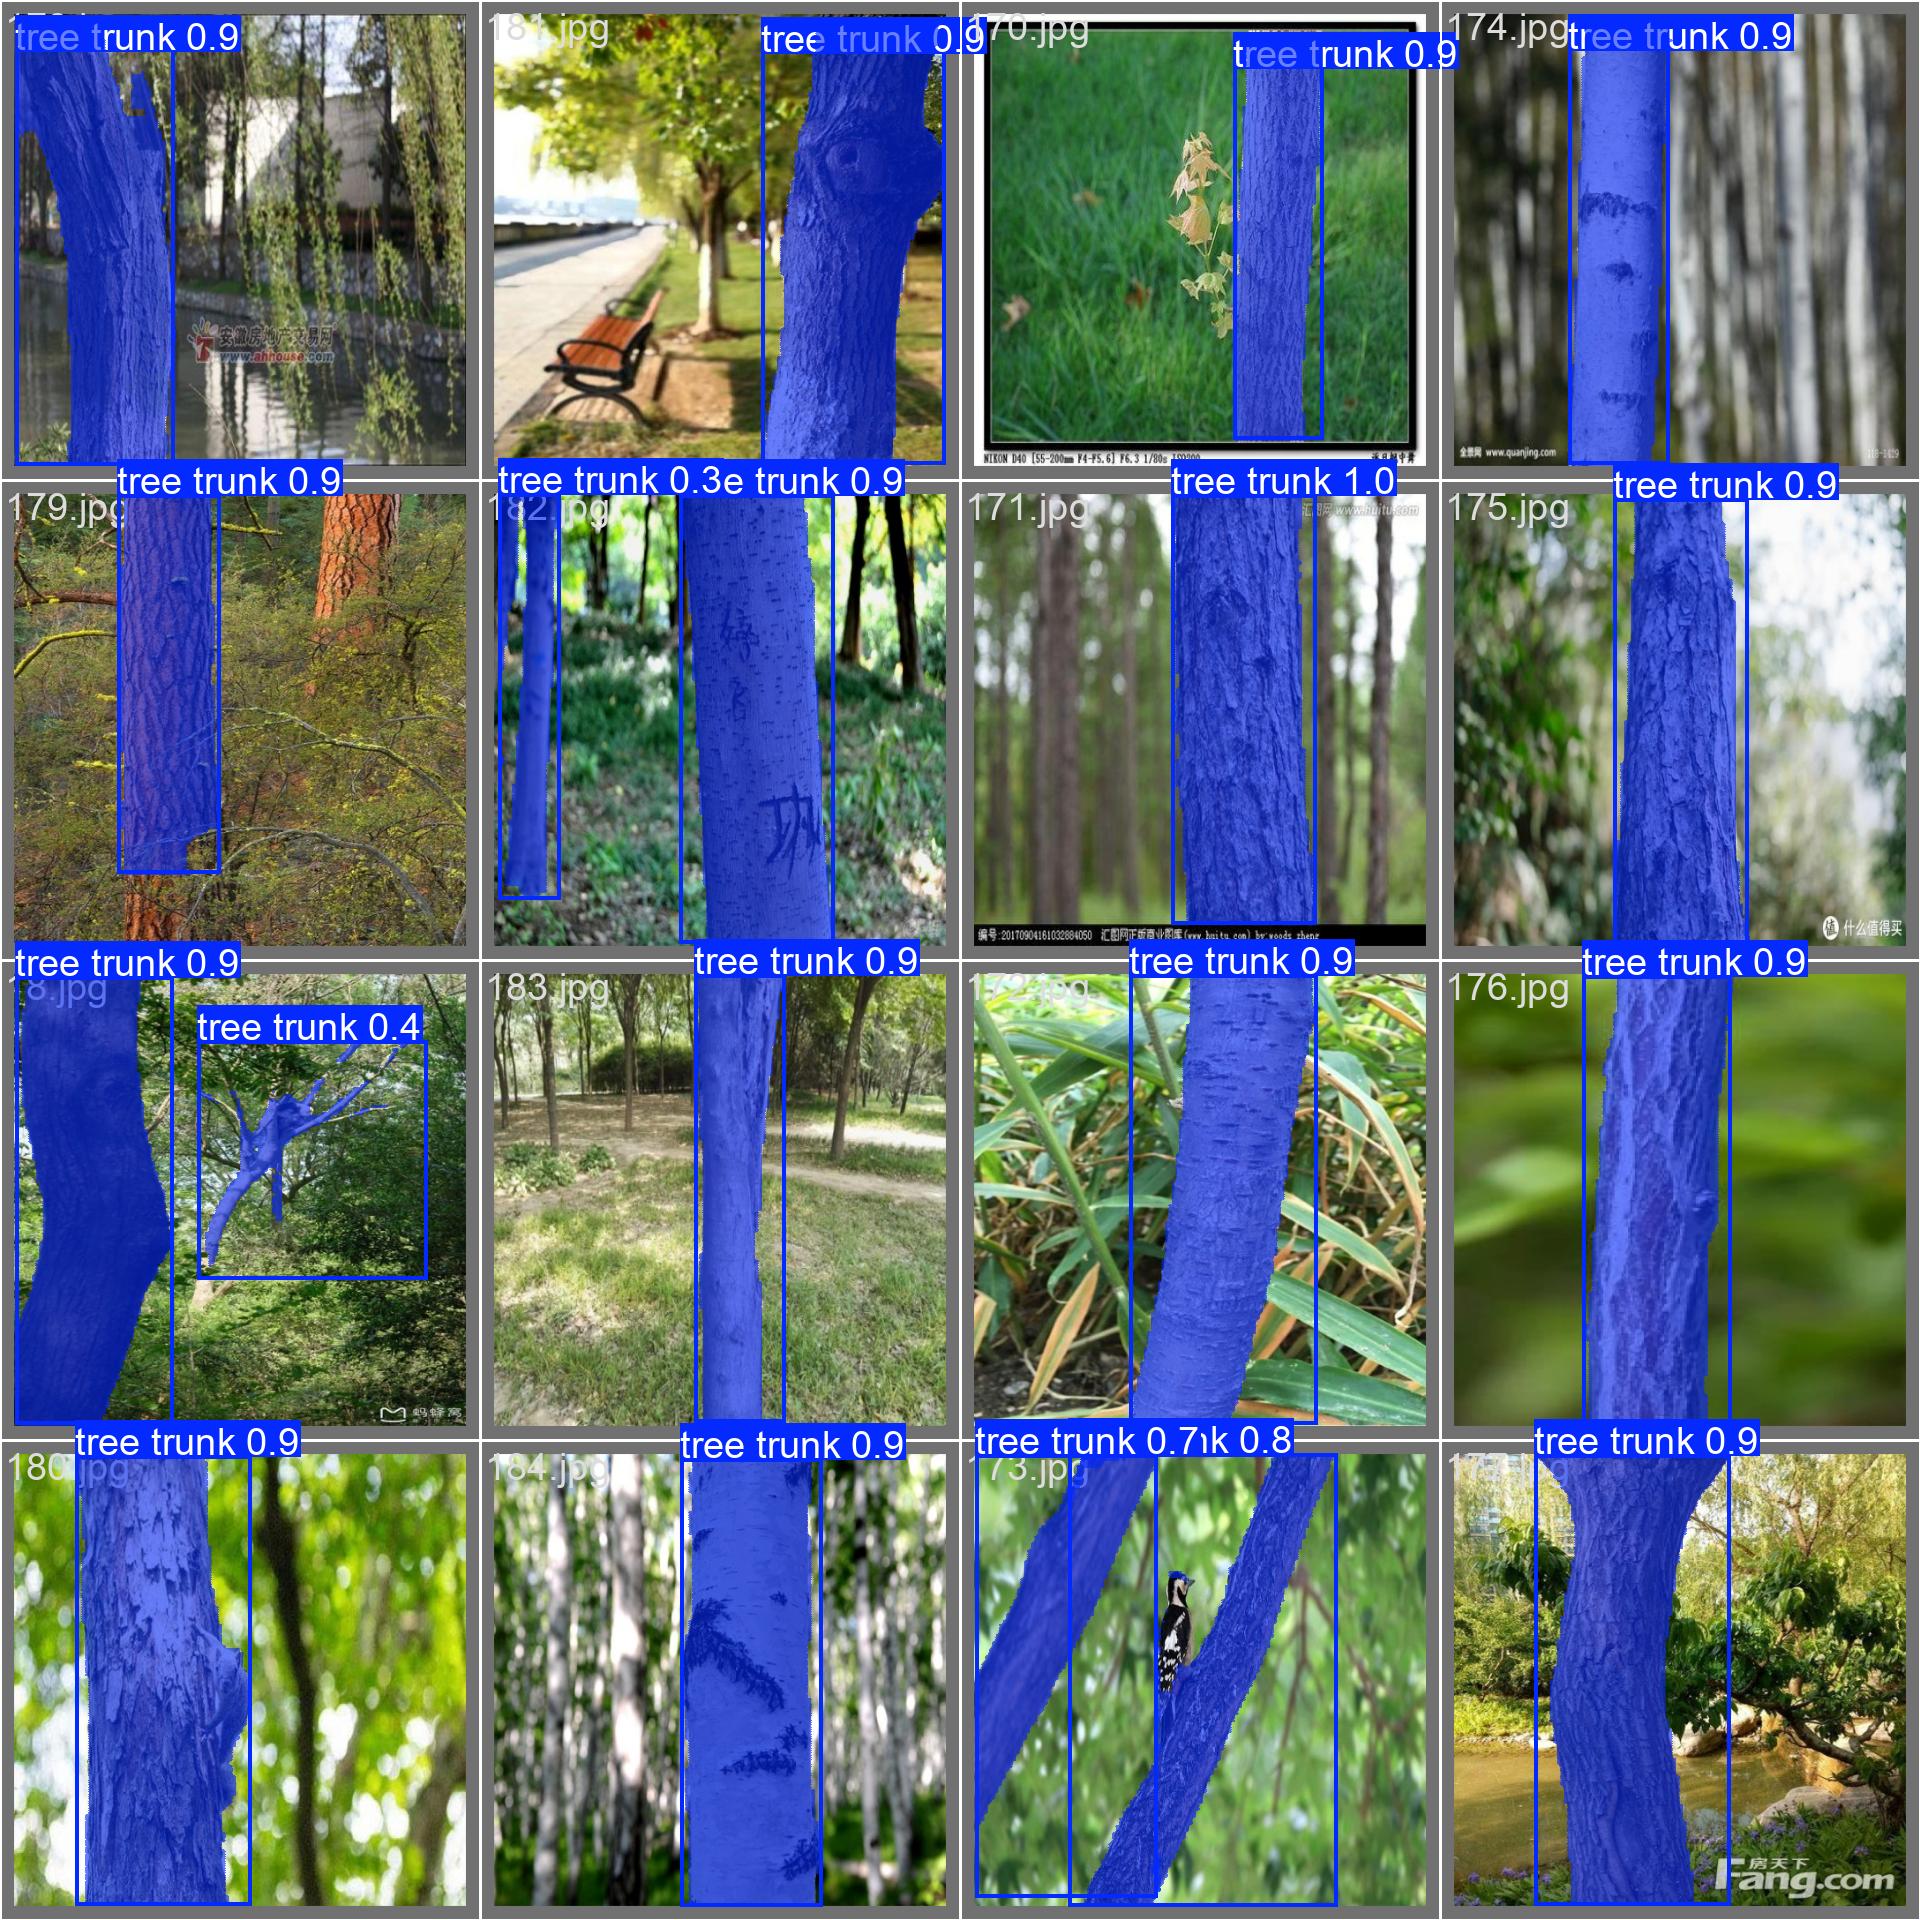 tree trunk 0.9
181.jpg
tree trunk 0.9
170.jpg
tree trunk 0.9
174.jpg
tree trunk 0.9
安徽房地产交易网
www.ahhouse.com
NIKON D40 [55-200mm F4-F5.6] F6.3 1/80s ISO200
全景网 www.quanjing.com
179.jpg
tree trunk 0.9
182.jpg
tree trunk 0.3
e trunk 0.9
171.jpg
tree trunk 1.0
汇图网 www.huitu.com
175.jpg
tree trunk 0.9
编号:20170904161032884050 汇图网正版商业图库(www.huitu.com) by:woods zheng
值 什么值得买
8.jpg
tree trunk 0.9
tree trunk 0.4
183.jpg
tree trunk 0.9
172.jpg
tree trunk 0.9
176.jpg
tree trunk 0.9
蚂蜂窝
180.jpg
tree trunk 0.9
184.jpg
tree trunk 0.9
173.jpg
tree trunk 0.7
k 0.8
tree trunk 0.9
房天下
Fang.com